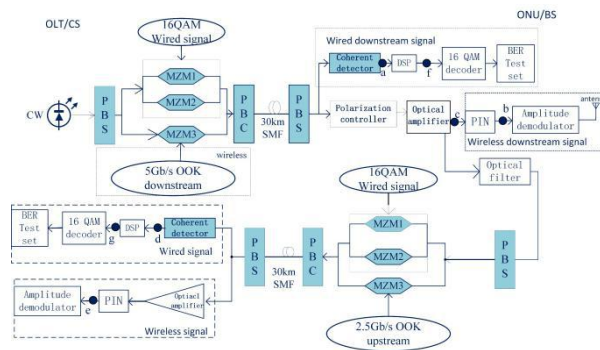 OLT/CS
ONU/BS
16QAM
Wired signal
Wired downstream signal
MZM1
MZM2
MZM3
CW
PBS
PBC
30km
SMF
PBS
Coherent
detector
a
DSP
f
16 QAM
decoder
BER
Test
set
Polarization
controller
Optical
amplifier
c
PIN
b
Amplitude
demodulator
Wireless downstream signal
wireless
5Gb/s OOK
downstream
Optical
filter
16QAM
Wired signal
BER
Test
set
16 QAM
decoder
g
DSP
d
Coherent
detector
Wired signal
PBS
30km
SMF
PBC
MZM1
MZM2
MZM3
PBS
Amplitude
demodulator
e
PIN
Optiacl
amplifier
Wireless signal
2.5Gb/s OOK
upstream